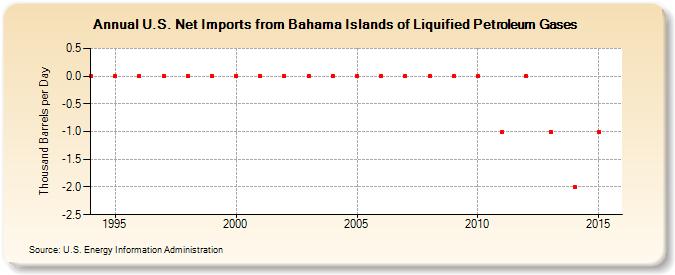 Annual U.S. Net Imports from Bahama Islands of Liquified Petroleum Gases
Thousand Barrels per Day
0.5
0.0
-0.5
-1.0
-1.5
-2.0
-2.5
1995 2000 2005 2010 2015
Source: U.S. Energy Information Administration